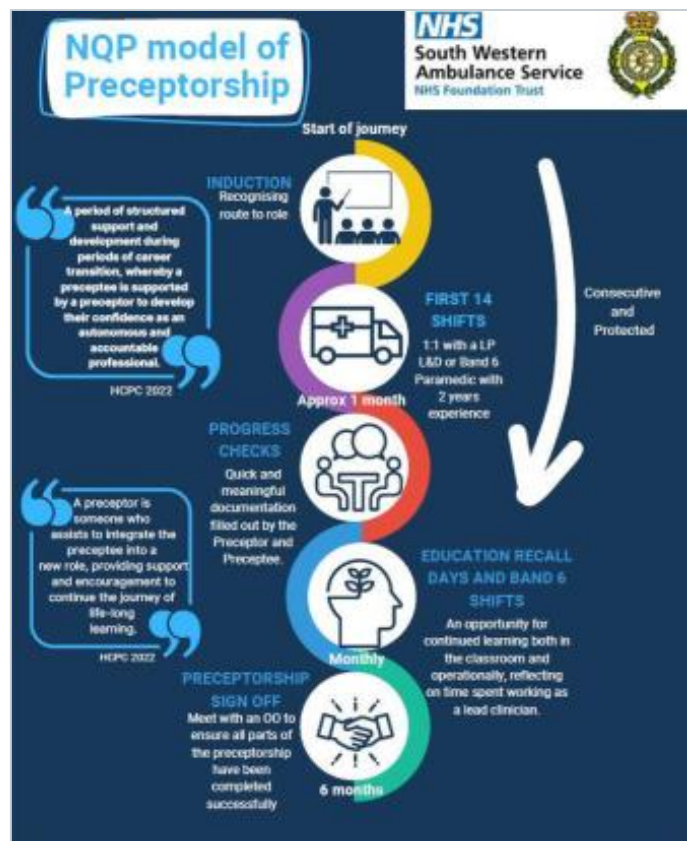 NQP model of
Preceptorship
NHS
South Western
Ambulance Service
NHS Foundation Trust
Start of journey
INDUCTION
Recognising
route to role
A period of structured
support and
development during
periods of career
transition, whereby a
preceptee is supported
by a preceptor to develop
their confidence as an
autonomous and
accountable
professional.
HCPC 2022
FIRST 14
SHIFTS
1:1 with a LP
L&D or Band 6
Paramedic with
2 years
experience
Consecutive
and
Protected
Approx 1 month
PROGRESS
CHECKS
Quick and
meaningful
documentation
filled out by the
Preceptor and
Preceptee.
A preceptor is
someone who
assists to integrate the
preceptee into a
new role, providing support
and encouragement to
continue the journey of
life-long
learning.
HCPC 2022
EDUCATION RECALL
DAYS AND BAND 6
SHIFTS
An opportunity for
continued learning both in
the classroom and
operationally, reflecting
on time spent working as
a lead clinician.
Monthly
PRECEPTORSHIP
SIGN OFF
Meet with an OO to
ensure all parts of
the preceptorship
have been
completed
successfully
6 months